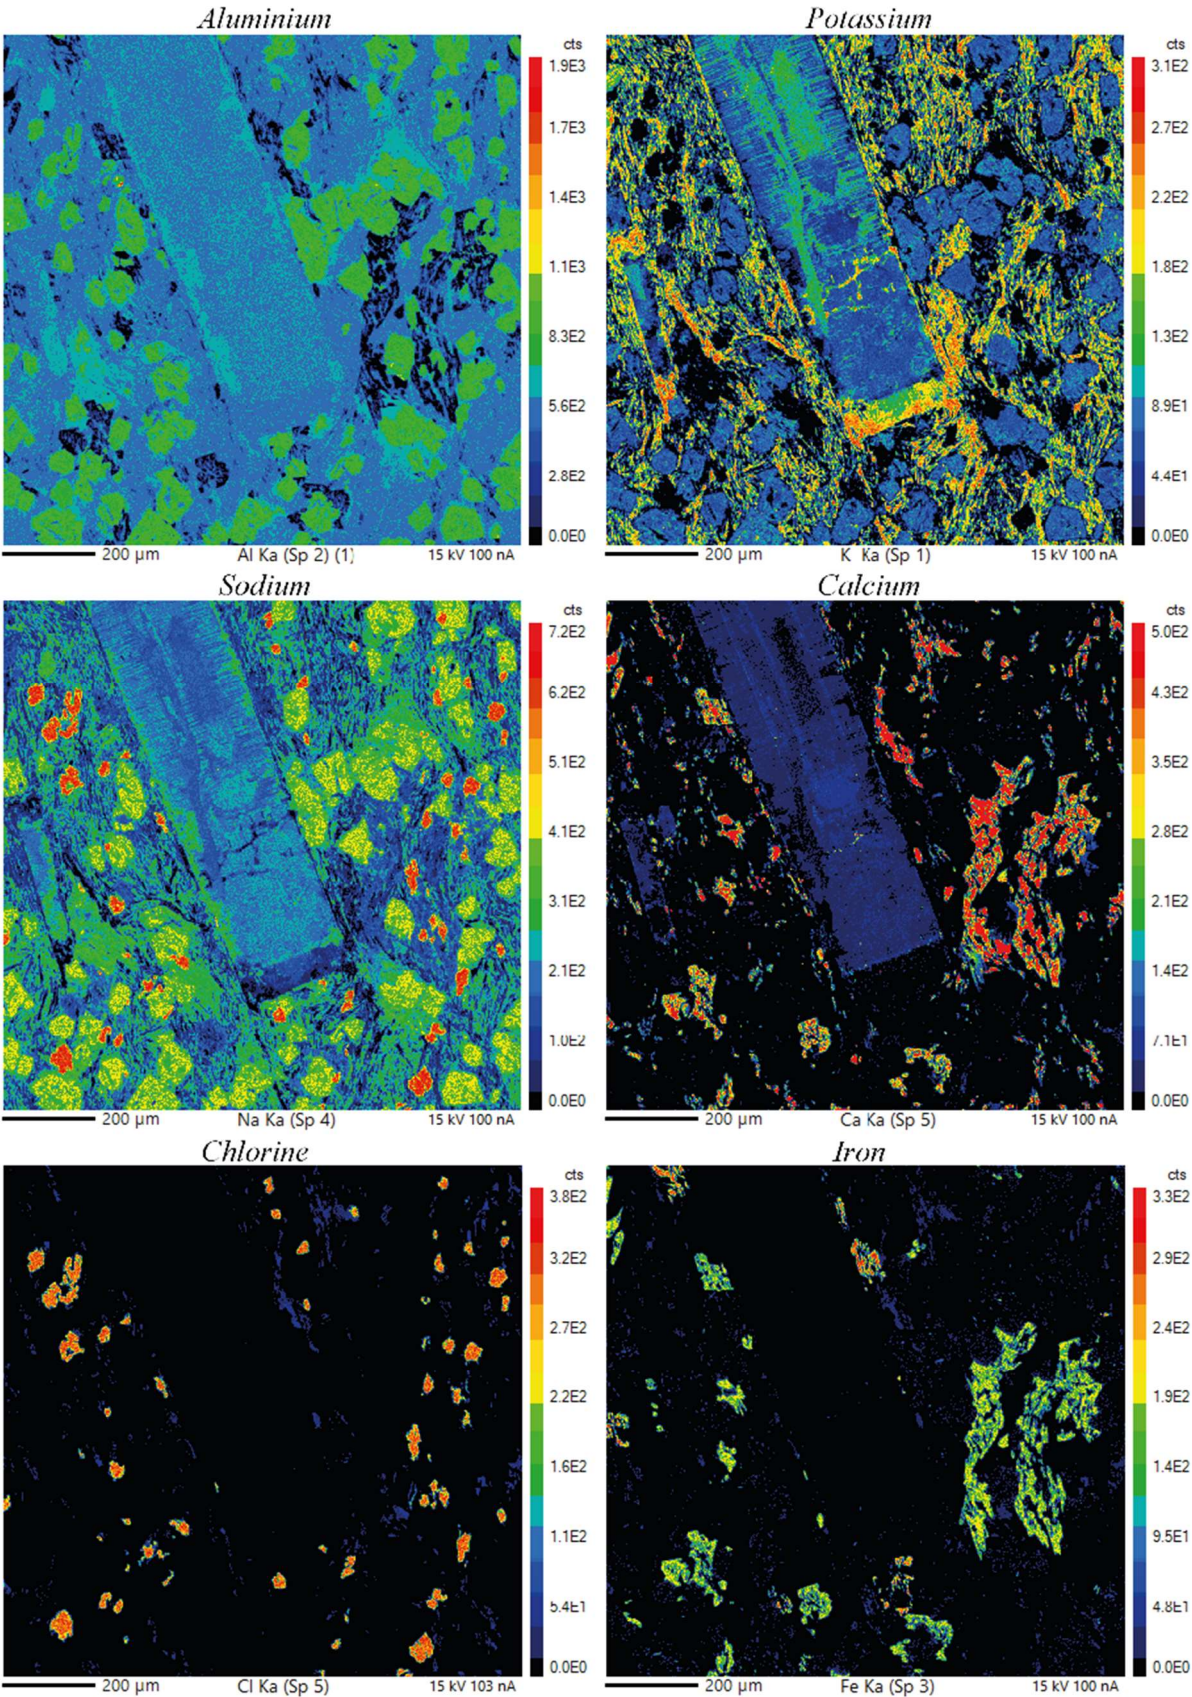 Aluminium
cts
1.9E3
1.7E3
1.4E3
1.1E3
8.3E2
5.6E2
2.8E2
0.0E0
200 µm Al Ka (Sp 2) (1) 15 kV 100 nA
Potassium
cts
3.1E2
2.7E2
2.2E2
1.8E2
1.3E2
8.9E1
4.4E1
0.0E0
200 µm K Ka (Sp 1) 15 kV 100 nA
Sodium
cts
7.2E2
6.2E2
5.1E2
4.1E2
3.1E2
2.1E2
1.0E2
0.0E0
200 µm Na Ka (Sp 4) 15 kV 100 nA
Calcium
cts
5.0E2
4.3E2
3.5E2
2.8E2
2.1E2
1.4E2
7.1E1
0.0E0
200 µm Ca Ka (Sp 5) 15 kV 100 nA
Chlorine
cts
3.8E2
3.2E2
2.7E2
2.2E2
1.6E2
1.1E2
5.4E1
0.0E0
200 µm Cl Ka (Sp 5) 15 kV 103 nA
Iron
cts
3.3E2
2.9E2
2.4E2
1.9E2
1.4E2
9.5E1
4.8E1
0.0E0
200 µm Fe Ka (Sp 3) 15 kV 100 nA